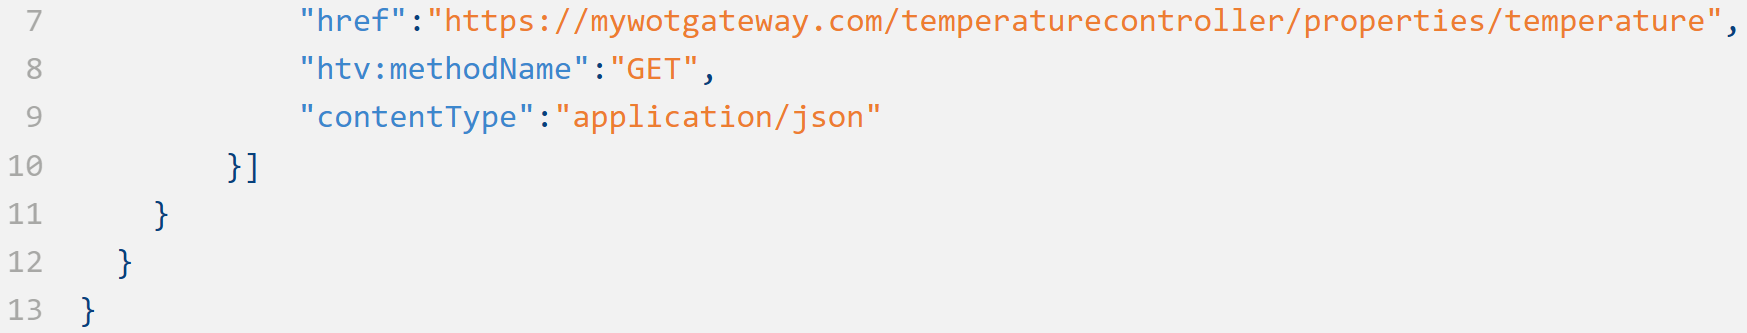 7 "href":"https://mywotgateway.com/temperaturecontroller/properties/temperature",
8 "htv:methodName":"GET",
9 "contentType":"application/json"
10 }]
11 }
12 }
13 }